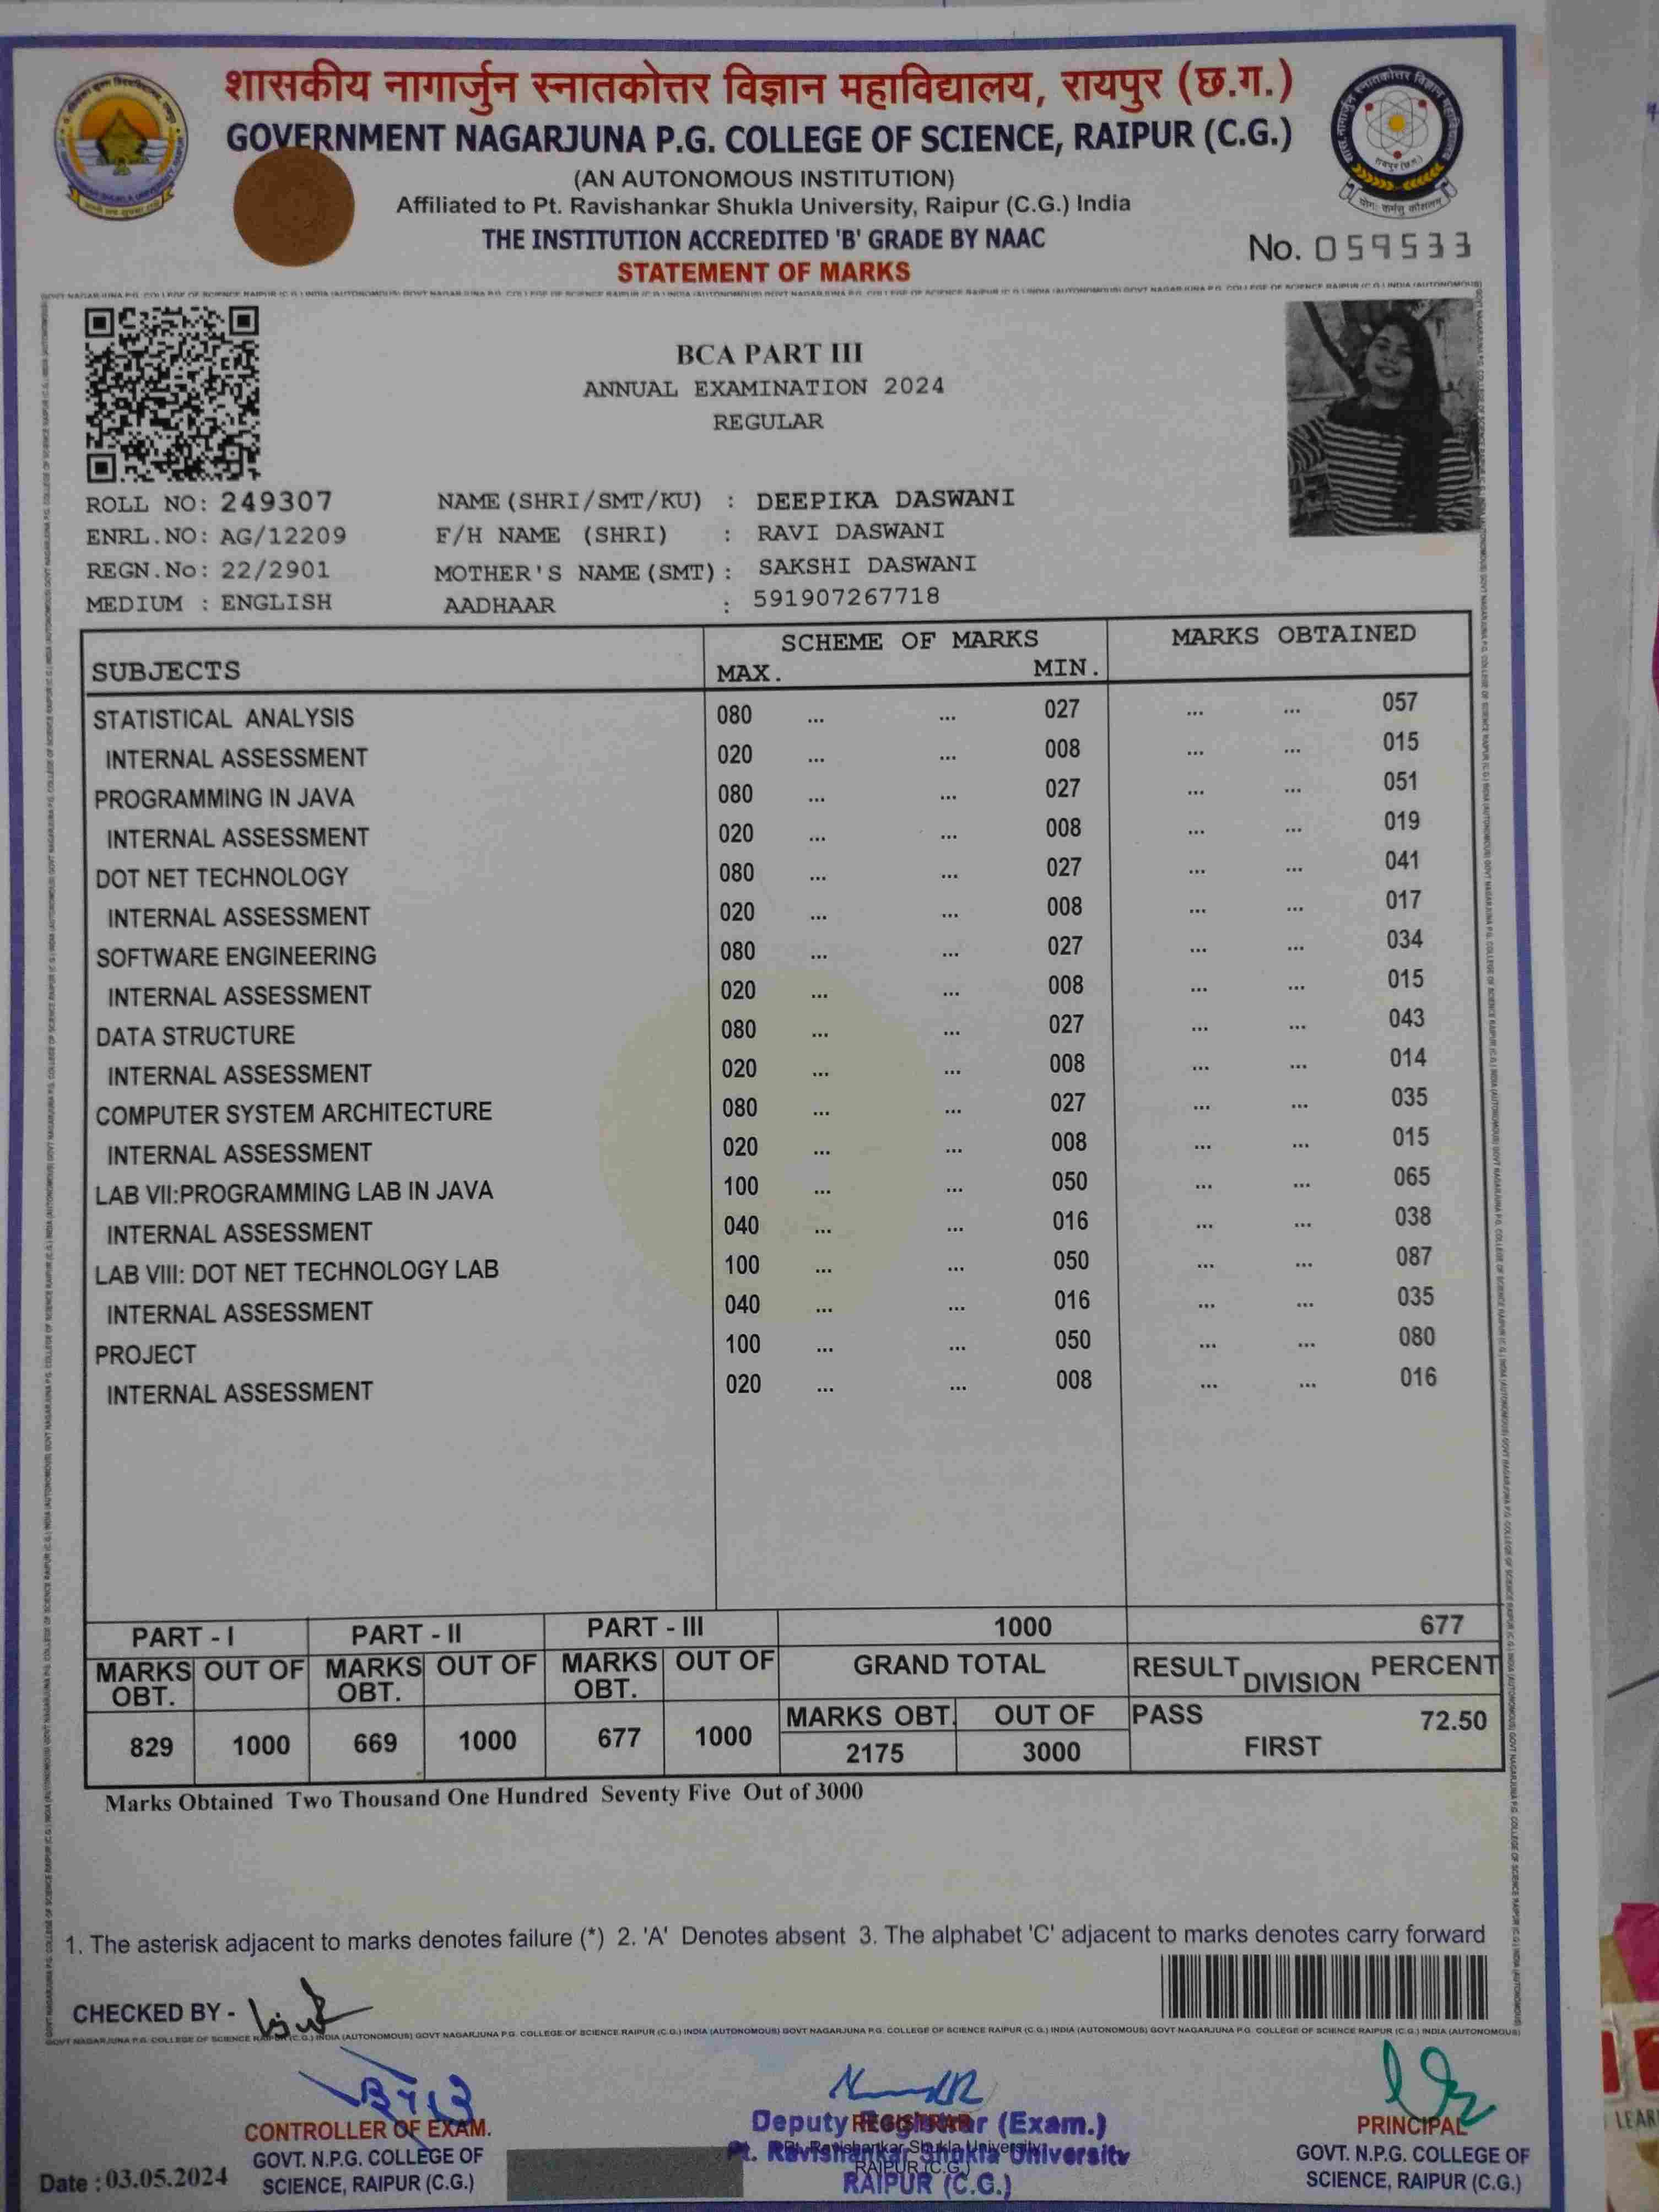 शासकीय नागार्जुन स्नातकोत्तर विज्ञान महाविद्यालय, रायपुर (छ.ग.)
GOVERNMENT NAGARJUNA P.G. COLLEGE OF SCIENCE, RAIPUR (C.G.)
(AN AUTONOMOUS INSTITUTION)
Affiliated to Pt. Ravishankar Shukla University, Raipur (C.G.) India
THE INSTITUTION ACCREDITED 'B' GRADE BY NAAC
No. 059533
STATEMENT OF MARKS
BCA PART III
ANNUAL EXAMINATION 2024
REGULAR
ROLL NO: 249307 NAME (SHRI/SMT/KU) : DEEPIKA DASWANI
ENRL.NO: AG/12209 F/H NAME (SHRI) : RAVI DASWANI
REGN.No: 22/2901 MOTHER'S NAME (SMT) : SAKSHI DASWANI
MEDIUM : ENGLISH AADHAAR : 591907267718
SUBJECTS SCHEME OF MARKS MARKS OBTAINED
MAX. MIN.
STATISTICAL ANALYSIS 080 ... ... 027 ... ... 057
INTERNAL ASSESSMENT 020 ... ... 008 ... ... 015
PROGRAMMING IN JAVA 080 ... ... 027 ... ... 051
INTERNAL ASSESSMENT 020 ... ... 008 ... ... 019
DOT NET TECHNOLOGY 080 ... ... 027 ... ... 041
INTERNAL ASSESSMENT 020 ... ... 008 ... ... 017
SOFTWARE ENGINEERING 080 ... ... 027 ... ... 034
INTERNAL ASSESSMENT 020 ... ... 008 ... ... 015
DATA STRUCTURE 080 ... ... 027 ... ... 043
INTERNAL ASSESSMENT 020 ... ... 008 ... ... 014
COMPUTER SYSTEM ARCHITECTURE 080 ... ... 027 ... ... 035
INTERNAL ASSESSMENT 020 ... ... 008 ... ... 015
LAB VII:PROGRAMMING LAB IN JAVA 100 ... ... 050 ... ... 065
INTERNAL ASSESSMENT 040 ... ... 016 ... ... 038
LAB VIII: DOT NET TECHNOLOGY LAB 100 ... ... 050 ... ... 087
INTERNAL ASSESSMENT 040 ... ... 016 ... ... 035
PROJECT 100 ... ... 050 ... ... 080
INTERNAL ASSESSMENT 020 ... ... 008 ... ... 016
PART - I PART - II PART - III 1000 677
MARKS OBT. OUT OF MARKS OBT. OUT OF MARKS OBT. OUT OF GRAND TOTAL RESULT DIVISION PERCENT
MARKS OBT. OUT OF PASS FIRST 72.50
829 1000 669 1000 677 1000 2175 3000
Marks Obtained Two Thousand One Hundred Seventy Five Out of 3000
1. The asterisk adjacent to marks denotes failure (*) 2. 'A' Denotes absent 3. The alphabet 'C' adjacent to marks denotes carry forward
CHECKED BY -
GOVT NAGARJUNA P.G. COLLEGE OF SCIENCE RAIPUR (C.G.) INDIA (AUTONOMOUS)
CONTROLLER OF EXAM.
GOVT. N.P.G. COLLEGE OF
SCIENCE, RAIPUR (C.G.)
Date : 03.05.2024
REGISTRAR
Pt. Ravishankar Shukla University
RAIPUR (C.G.)
Deputy Registrar (Exam.)
Pt. Ravishankar Shukla University
RAIPUR (C.G.)
PRINCIPAL
GOVT. N.P.G. COLLEGE OF
SCIENCE, RAIPUR (C.G.)